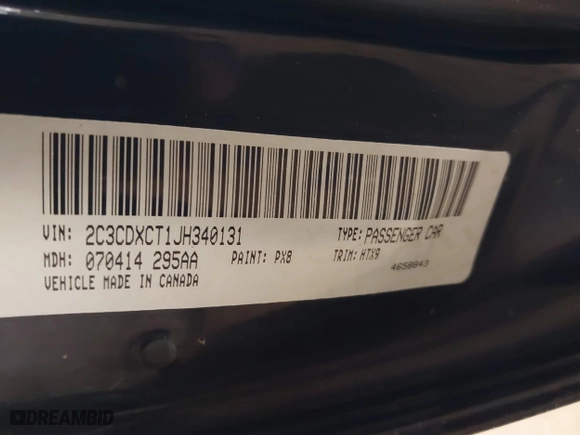 VIN: 2C3CDXCT1JH340131 TYPE: PASSENGER CAR
MDH: 070414 295AA PAINT: PX8 TRIM: HTX9
VEHICLE MADE IN CANADA 4658843
DREAMBID